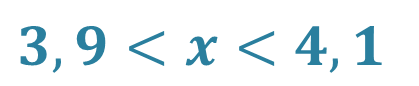 3,9 < x < 4,1